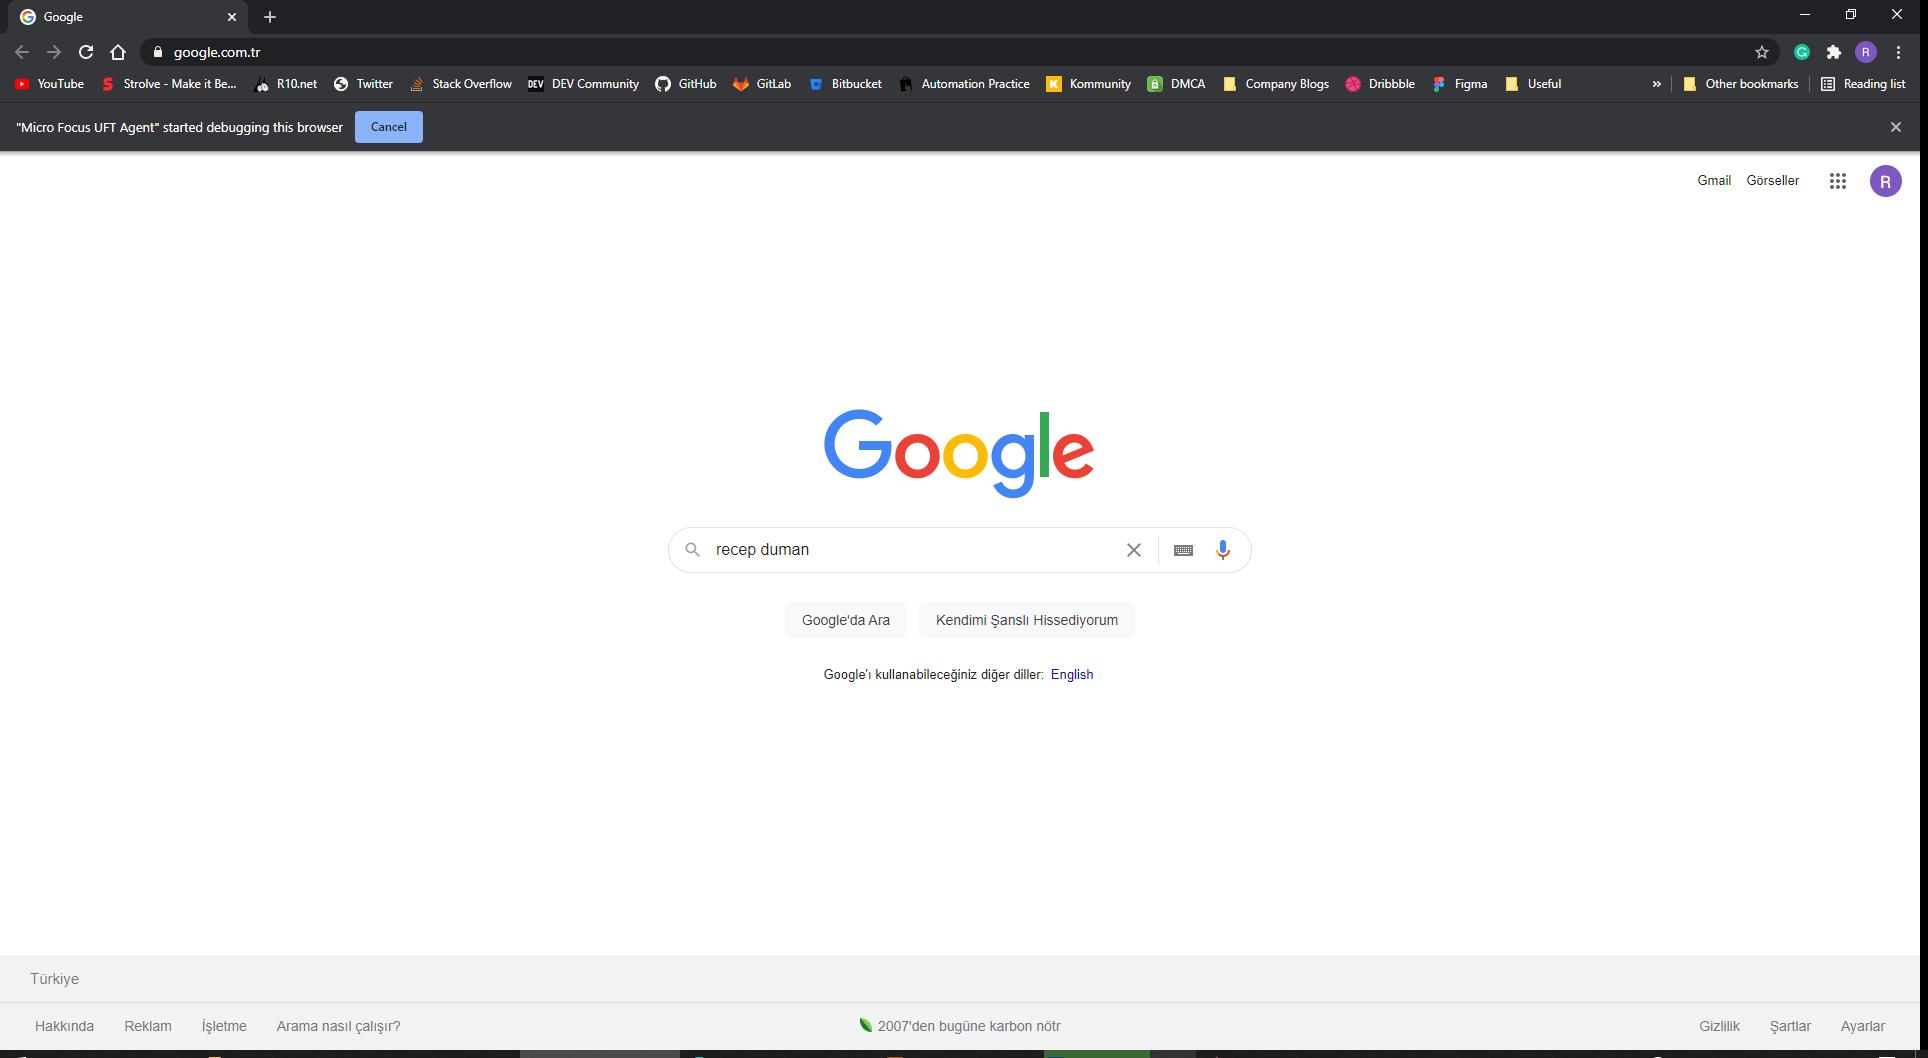 Google
google.com.tr
YouTube Strolve - Make it Be... R10.net Twitter Stack Overflow DEV DEV Community GitHub GitLab Bitbucket Automation Practice K Kommunity DMCA Company Blogs Dribbble Figma Useful » Other bookmarks Reading list
"Micro Focus UFT Agent" started debugging this browser Cancel
Gmail Görseller R
Google
recep duman
Google'da Ara Kendimi Şanslı Hissediyorum
Google'ı kullanabileceğiniz diğer diller: English
Türkiye
Hakkında Reklam İşletme Arama nasıl çalışır? 2007'den bugüne karbon nötr Gizlilik Şartlar Ayarlar